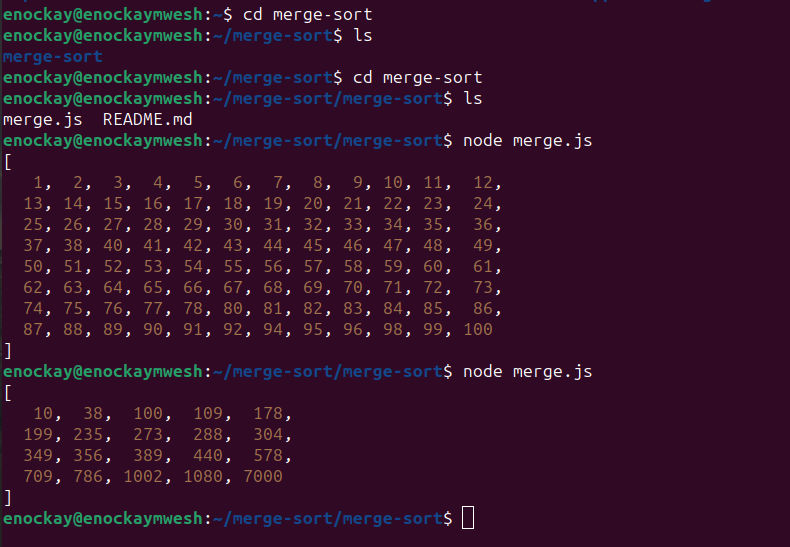 enockay@enockaymwesh:~$ cd merge-sort
enockay@enockaymwesh:~/merge-sort$ ls
merge-sort
enockay@enockaymwesh:~/merge-sort$ cd merge-sort
enockay@enockaymwesh:~/merge-sort/merge-sort$ ls
merge.js  README.md
enockay@enockaymwesh:~/merge-sort/merge-sort$ node merge.js
[
   1,  2,  3,  4,  5,  6,  7,  8,  9, 10, 11,  12,
  13, 14, 15, 16, 17, 18, 19, 20, 21, 22, 23,  24,
  25, 26, 27, 28, 29, 30, 31, 32, 33, 34, 35,  36,
  37, 38, 40, 41, 42, 43, 44, 45, 46, 47, 48,  49,
  50, 51, 52, 53, 54, 55, 56, 57, 58, 59, 60,  61,
  62, 63, 64, 65, 66, 67, 68, 69, 70, 71, 72,  73,
  74, 75, 76, 77, 78, 80, 81, 82, 83, 84, 85,  86,
  87, 88, 89, 90, 91, 92, 94, 95, 96, 98, 99, 100
]
enockay@enockaymwesh:~/merge-sort/merge-sort$ node merge.js
[
   10,  38,  100,  109,  178,
  199, 235,  273,  288,  304,
  349, 356,  389,  440,  578,
  709, 786, 1002, 1080, 7000
]
enockay@enockaymwesh:~/merge-sort/merge-sort$